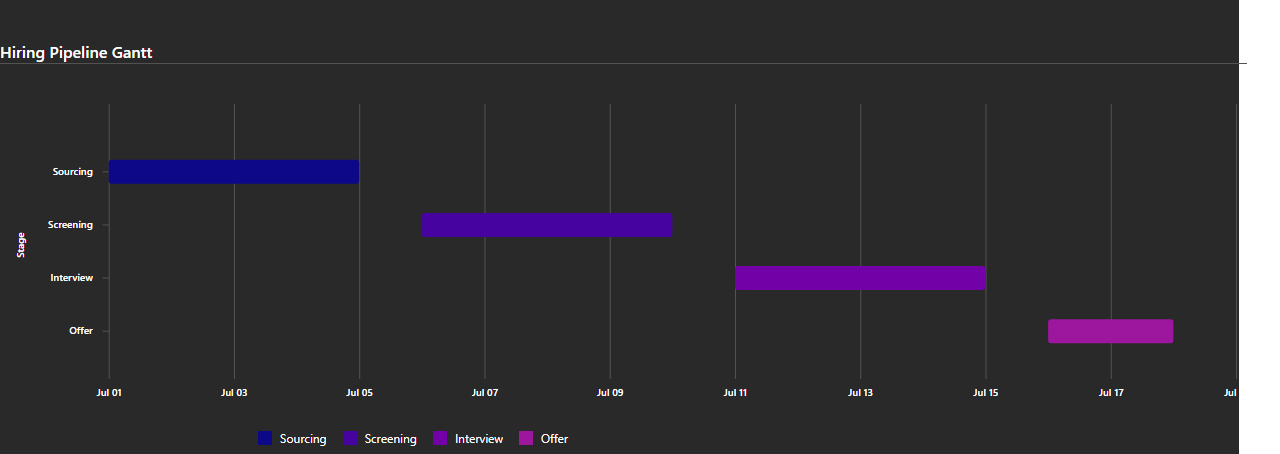 Hiring Pipeline Gantt
Stage
Sourcing
Screening
Interview
Offer
Jul 01 Jul 03 Jul 05 Jul 07 Jul 09 Jul 11 Jul 13 Jul 15 Jul 17 Jul
Sourcing Screening Interview Offer